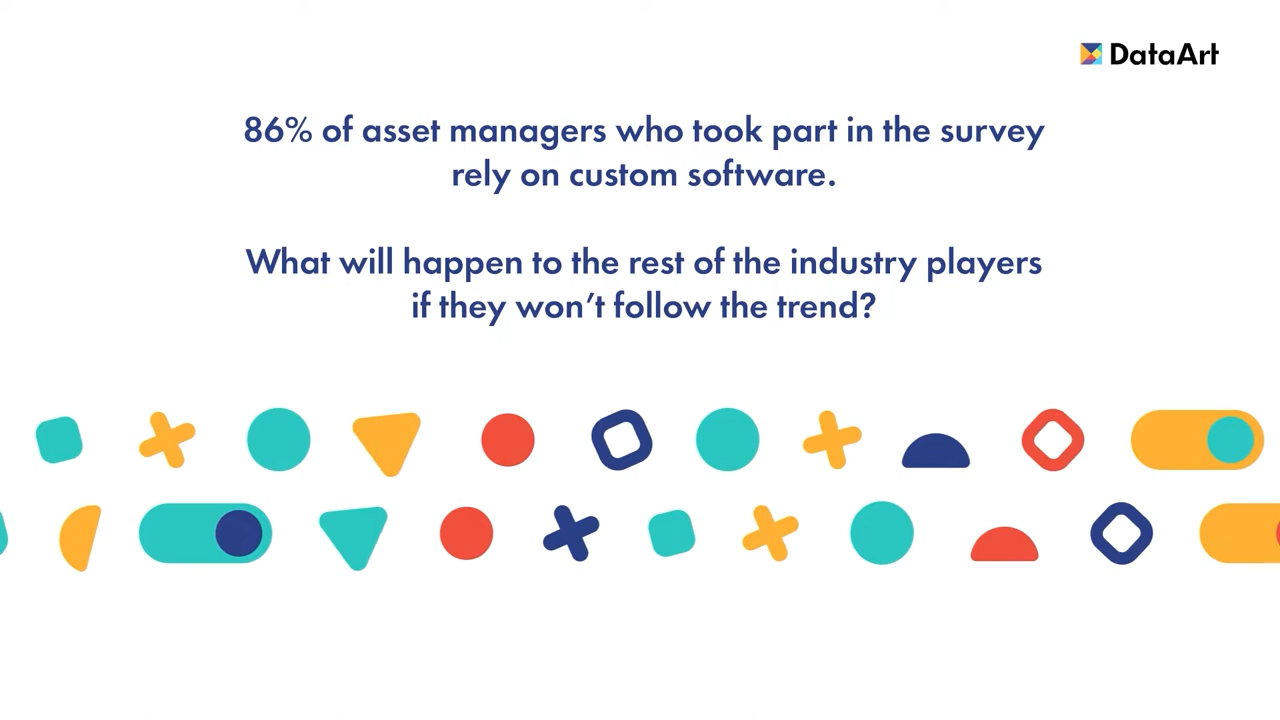 DataArt
86% of asset managers who took part in the survey
rely on custom software.
What will happen to the rest of the industry players
if they won’t follow the trend?